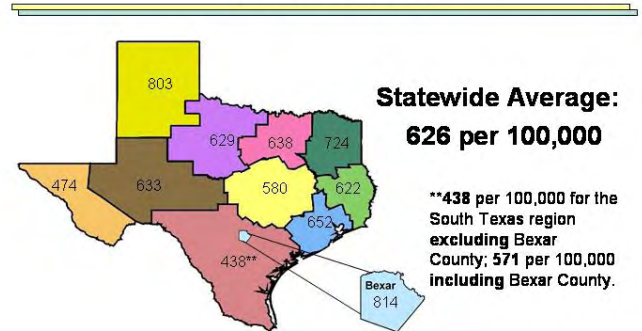 Statewide Average:
626 per 100,000
803
629
638
724
474
633
580
622
652
438**
Bexar
814
**438 per 100,000 for the
South Texas region
excluding Bexar
County; 571 per 100,000
including Bexar County.